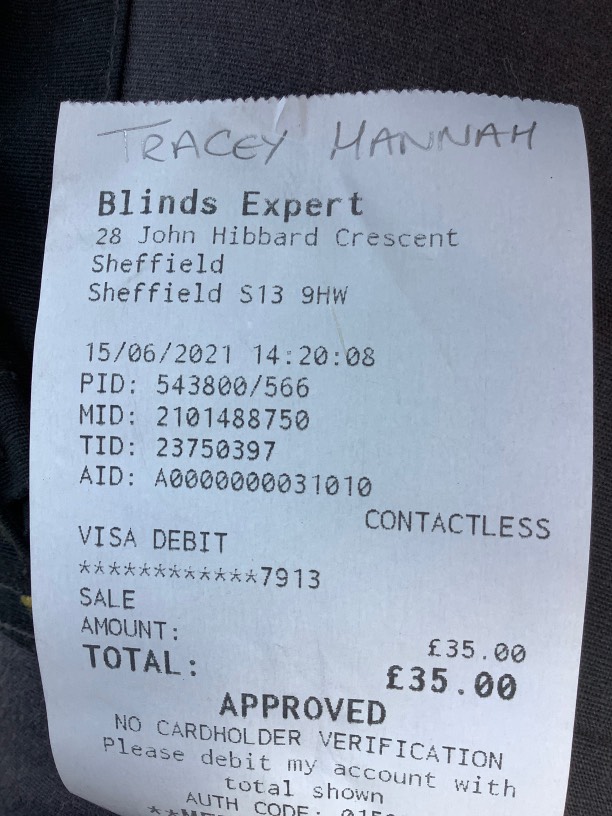 TRACEY HANNAH
Blinds Expert
28 John Hibbard Crescent
Sheffield
Sheffield S13 9HW
15/06/2021 14:20:08
PID: 543800/566
MID: 2101488750
TID: 23750397
AID: A0000000031010
CONTACTLESS
VISA DEBIT
************7913
SALE
AMOUNT: £35.00
TOTAL: £35.00
APPROVED
NO CARDHOLDER VERIFICATION
Please debit my account with
total shown
AUTH CODE: